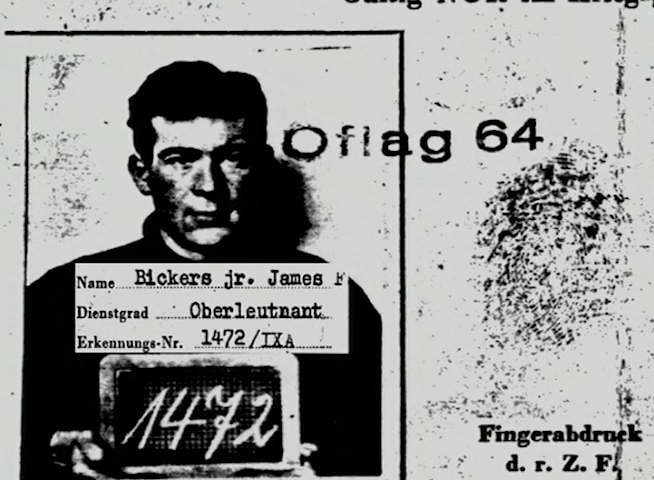 Oflag 64
Name Bickers jr. James F
Dienstgrad Oberleutnant
Erkennungs-Nr. 1472/IXA
1472
Fingerabdruck
d. r. Z. F.